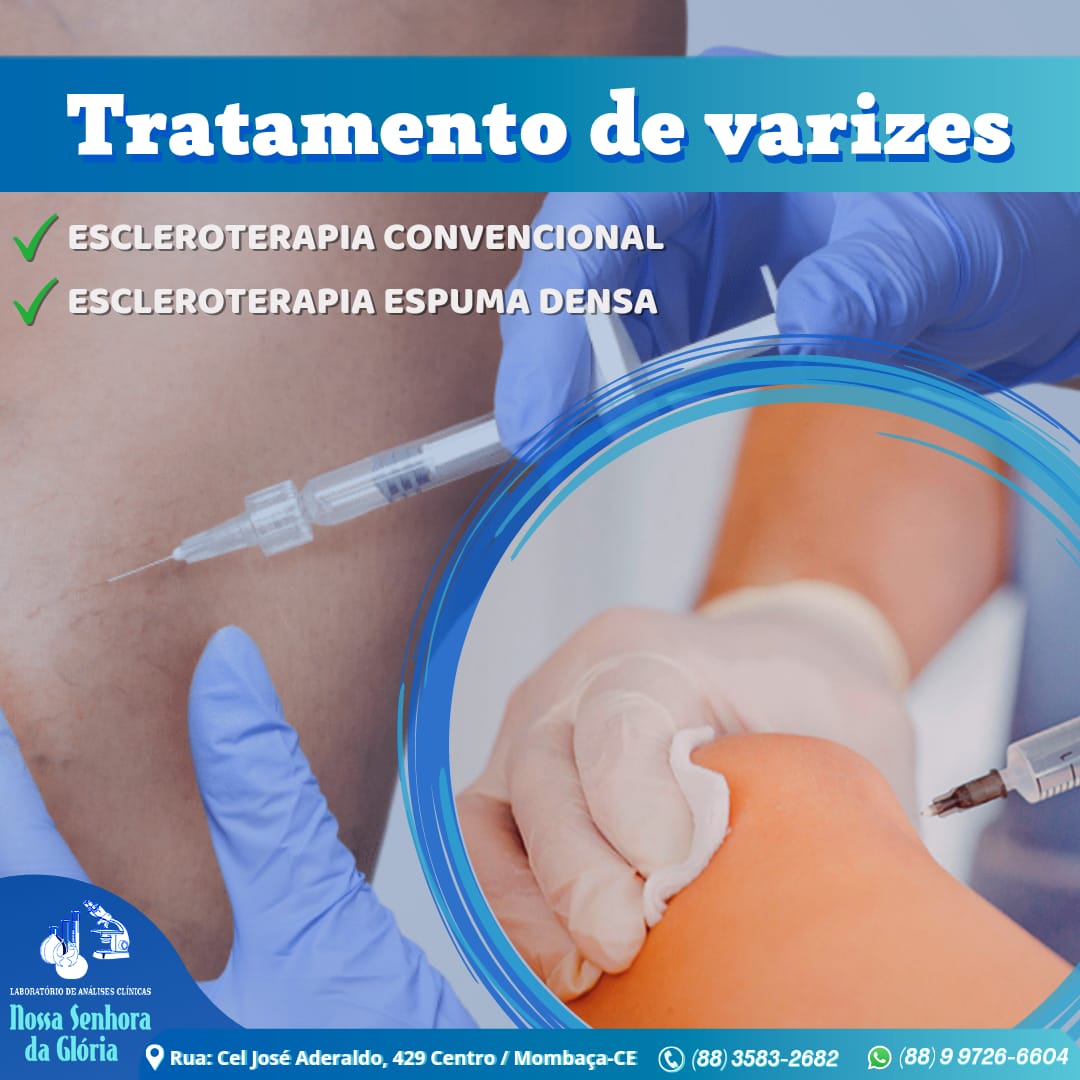 Tratamento de varizes
ESCLEROTERAPIA CONVENCIONAL
ESCLEROTERAPIA ESPUMA DENSA
LABORATÓRIO DE ANÁLISES CLÍNICAS
Nossa Senhora
da Glória
Rua: Cel José Aderaldo, 429 Centro / Mombaça-CE (88) 3583-2682 (88) 9 9726-6604